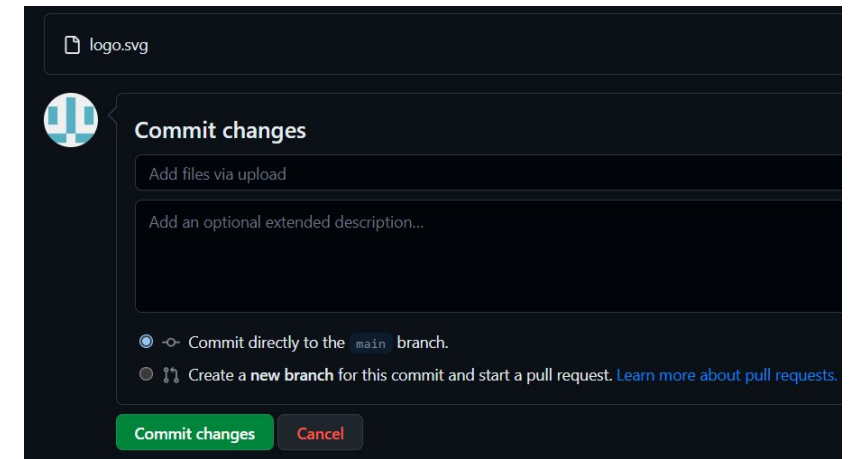 logo.svg
Commit changes
Add files via upload
Add an optional extended description...
Commit directly to the main branch.
Create a new branch for this commit and start a pull request. Learn more about pull requests.
Commit changes Cancel